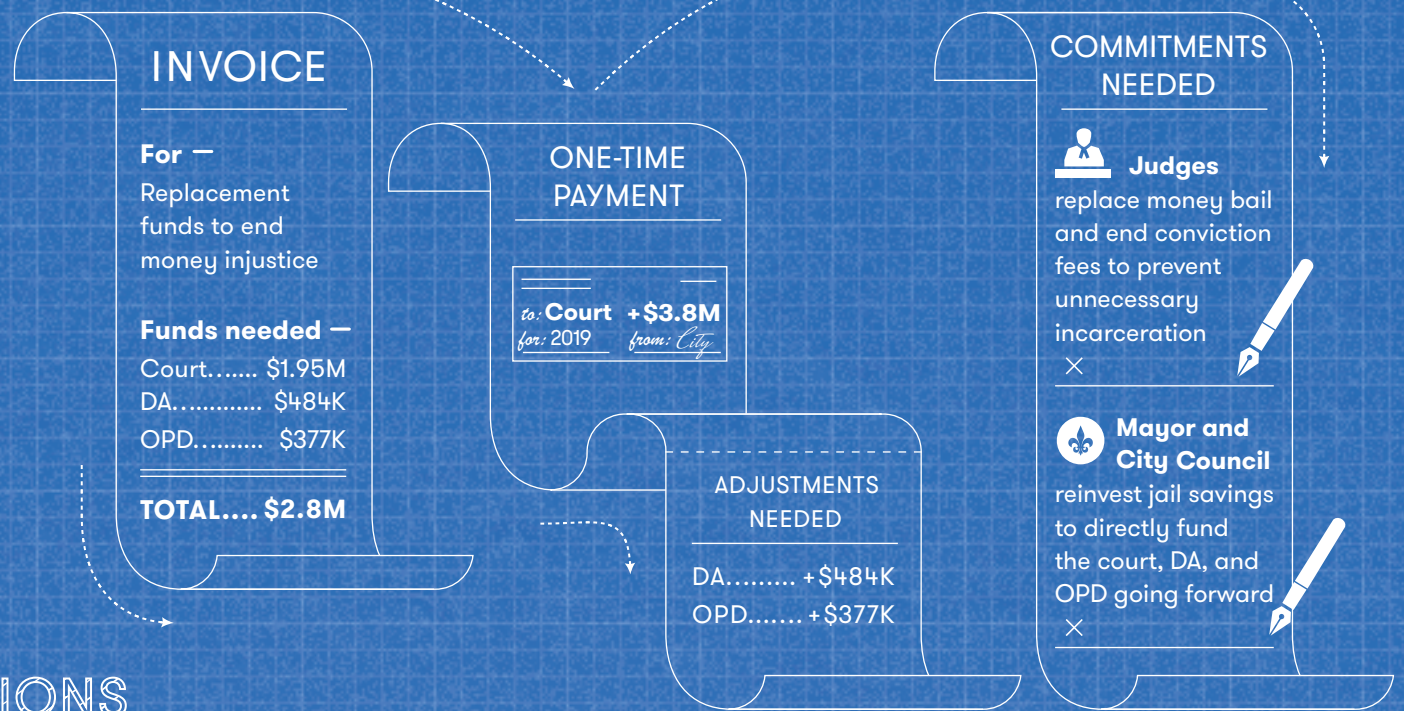 INVOICE
For —
Replacement
funds to end
money injustice
Funds needed —
Court....... $1.95M
DA............ $484K
OPD.......... $377K
TOTAL.... $2.8M
ONE-TIME
PAYMENT
to: Court +$3.8M
for: 2019 from: City
ADJUSTMENTS
NEEDED
DA......... +$484K
OPD....... +$377K
COMMITMENTS
NEEDED
Judges
replace money bail
and end conviction
fees to prevent
unnecessary
incarceration
Mayor and
City Council
reinvest jail savings
to directly fund
the court, DA, and
OPD going forward
IONS